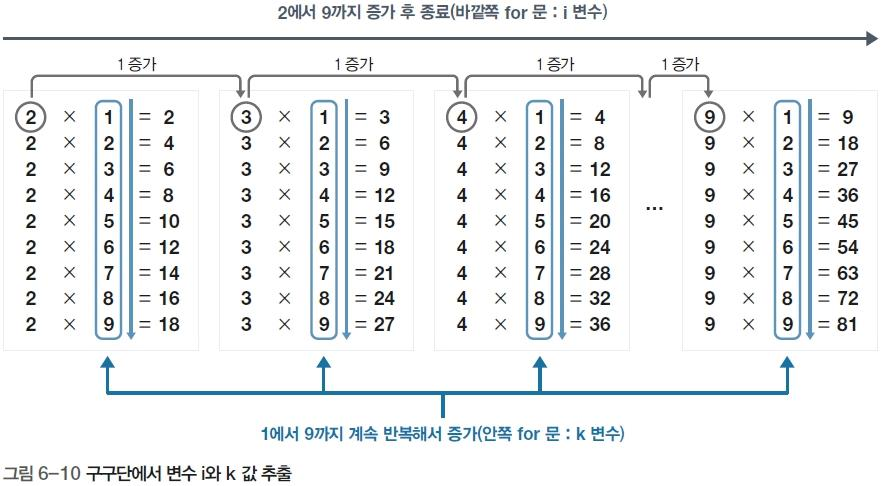 2에서 9까지 증가 후 종료(바깥쪽 for 문 : i 변수)
1 증가 1 증가 1 증가 1 증가
2 × 1 = 2 3 × 1 = 3 4 × 1 = 4 9 × 1 = 9
2 × 2 = 4 3 × 2 = 6 4 × 2 = 8 9 × 2 = 18
2 × 3 = 6 3 × 3 = 9 4 × 3 = 12 9 × 3 = 27
2 × 4 = 8 3 × 4 = 12 4 × 4 = 16 9 × 4 = 36
2 × 5 = 10 3 × 5 = 15 4 × 5 = 20 ... 9 × 5 = 45
2 × 6 = 12 3 × 6 = 18 4 × 6 = 24 9 × 6 = 54
2 × 7 = 14 3 × 7 = 21 4 × 7 = 28 9 × 7 = 63
2 × 8 = 16 3 × 8 = 24 4 × 8 = 32 9 × 8 = 72
2 × 9 = 18 3 × 9 = 27 4 × 9 = 36 9 × 9 = 81
1에서 9까지 계속 반복해서 증가(안쪽 for 문 : k 변수)
그림 6-10 구구단에서 변수 i와 k 값 추출